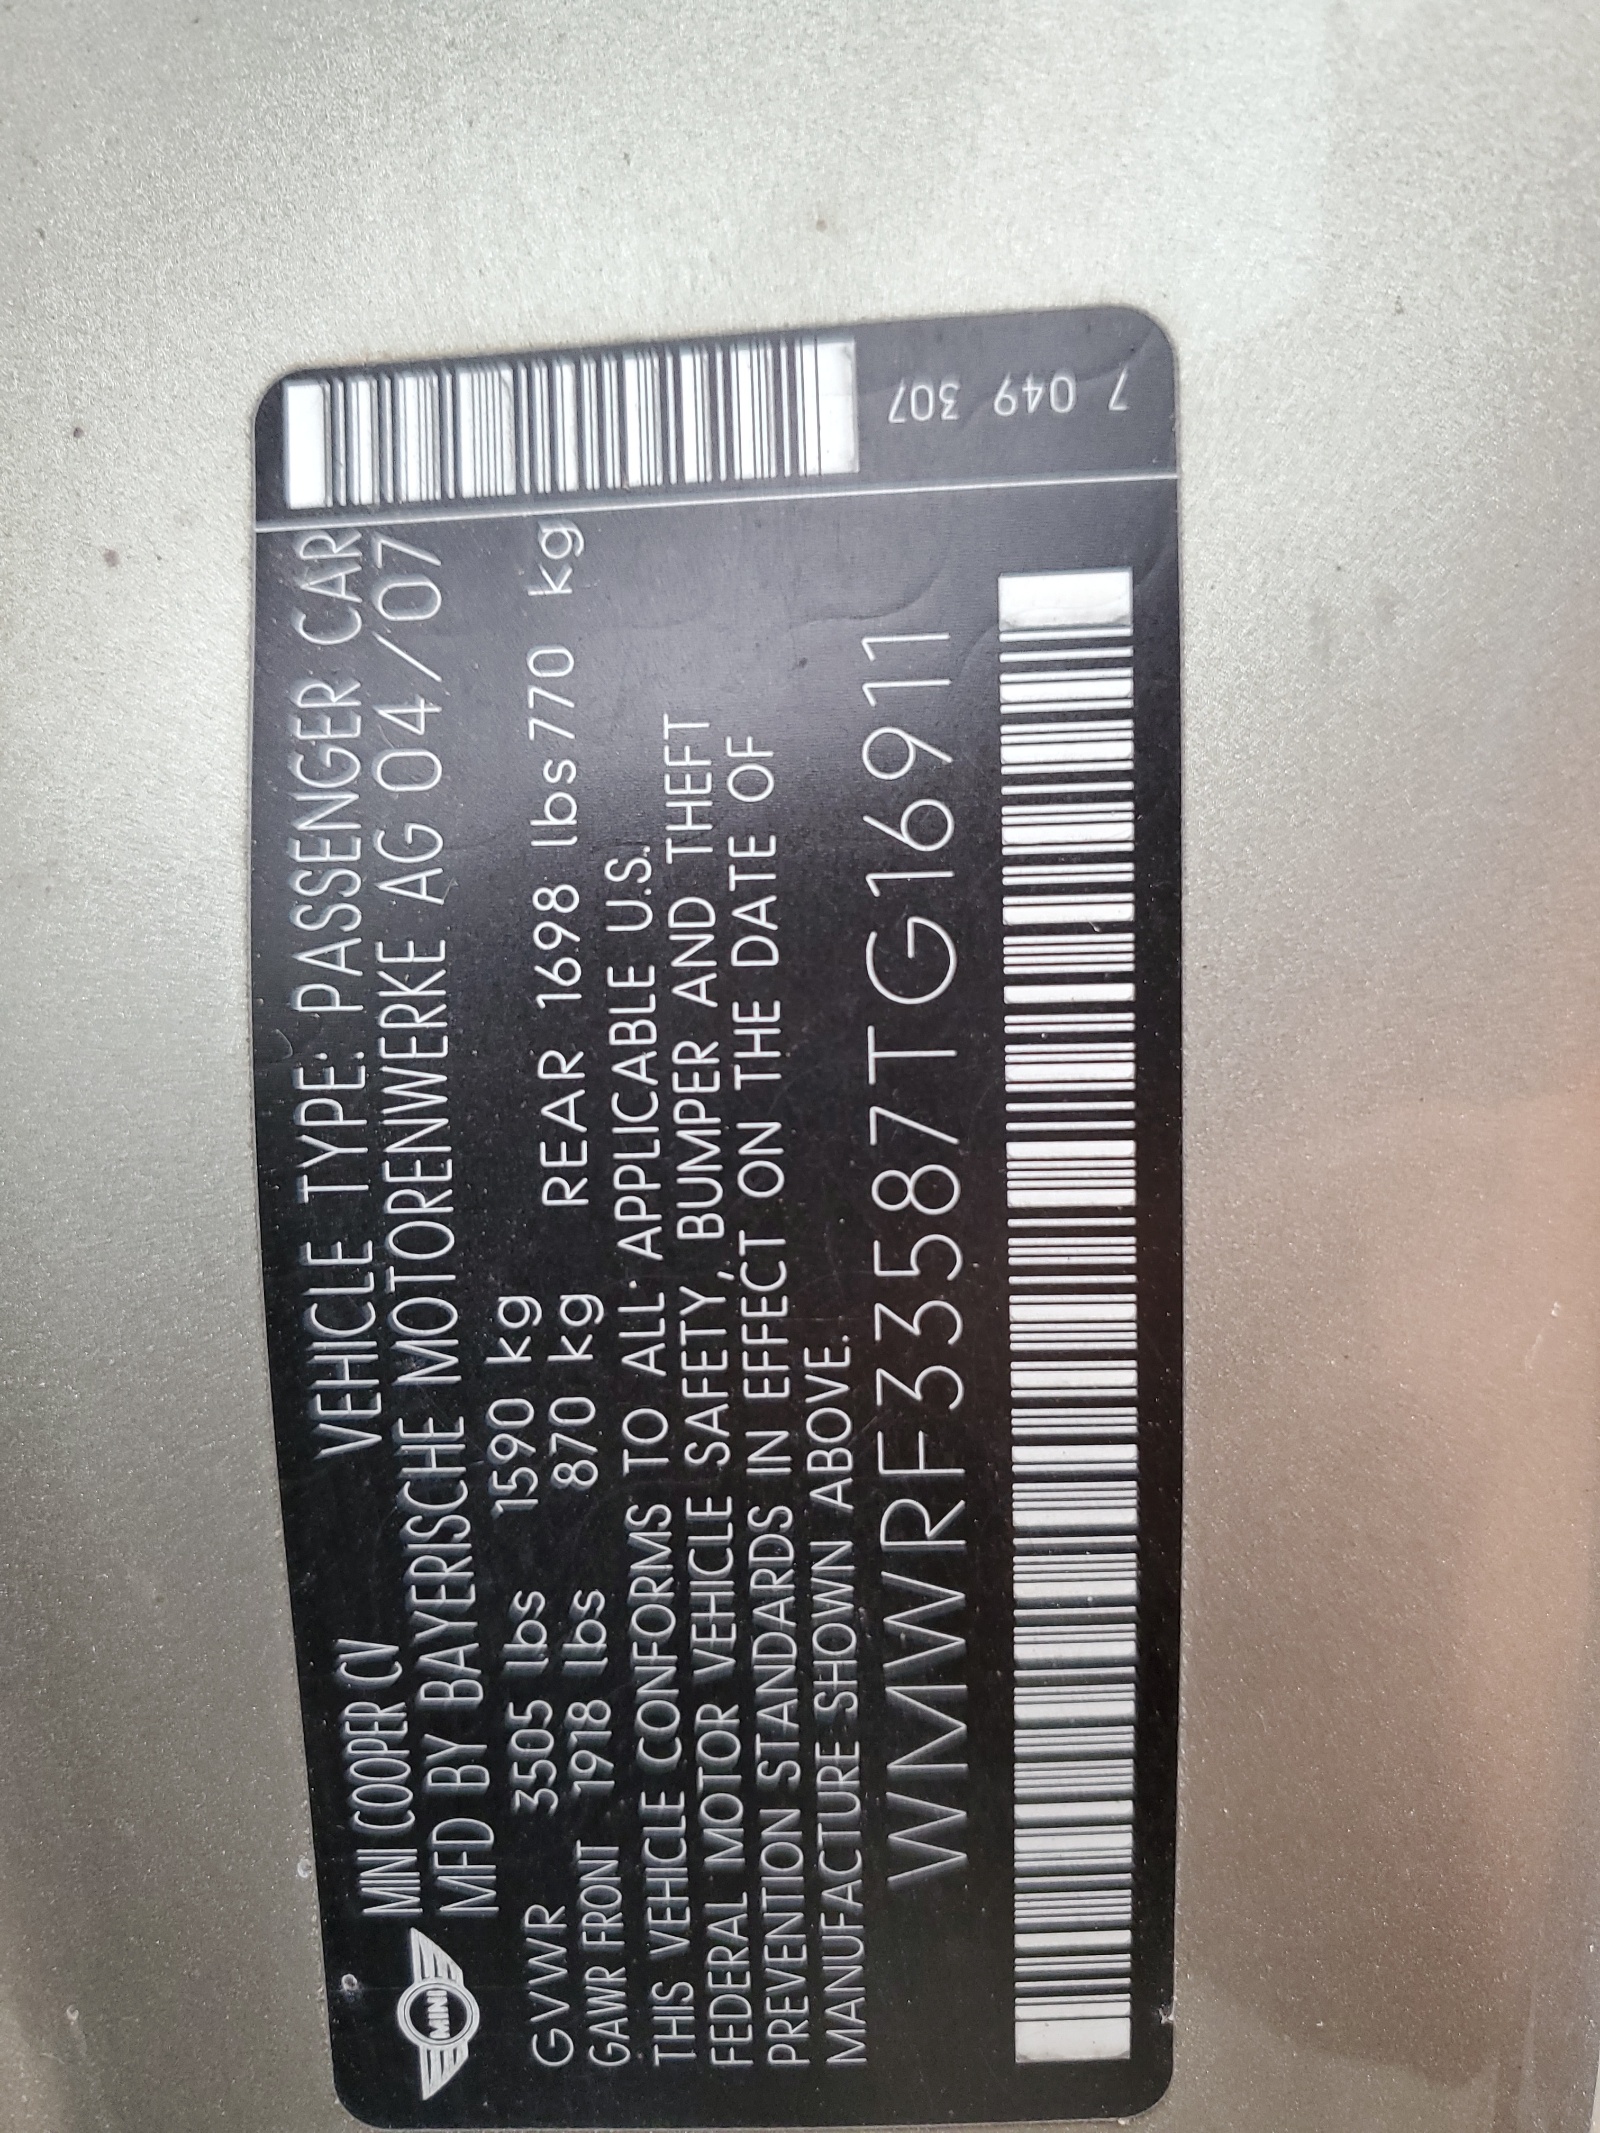 MINI
MINI COOPER CV VEHICLE TYPE: PASSENGER CAR
MFD BY BAYERISCHE MOTORENWERKE AG 04/07
GVWR 3505 lbs 1590 kg
GAWR FRONT 1918 lbs 870 kg REAR 1698 lbs 770 kg
THIS VEHICLE CONFORMS TO ALL APPLICABLE U.S.
FEDERAL MOTOR VEHICLE SAFETY, BUMPER AND THEFT
PREVENTION STANDARDS IN EFFECT ON THE DATE OF
MANUFACTURE SHOWN ABOVE.
WMWRF33587TG16911
7 049 307